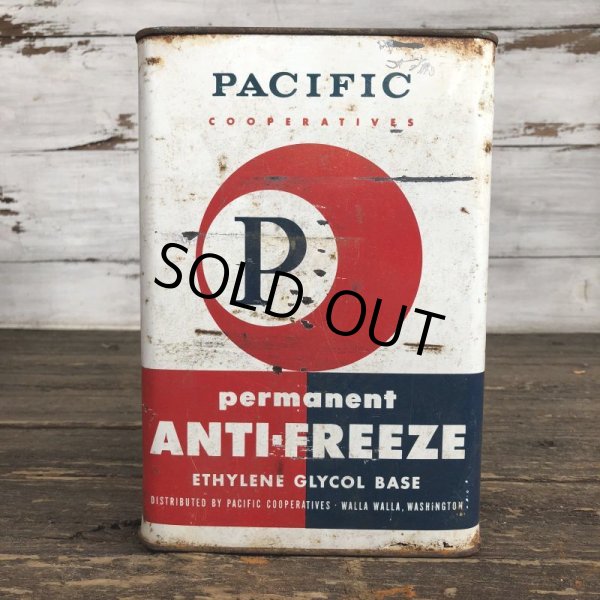 PACIFIC
COOPERATIVES
P
SOLD OUT
permanent
ANTI-FREEZE
ETHYLENE GLYCOL BASE
DISTRIBUTED BY PACIFIC COOPERATIVES · WALLA WALLA, WASHINGTON